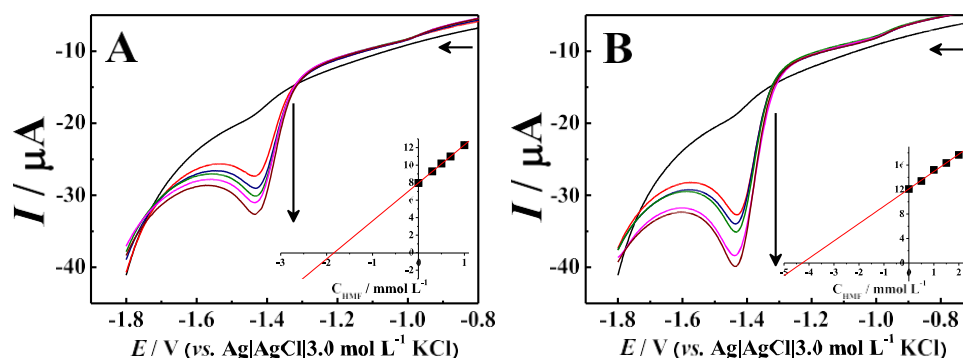 A
I / µA
-10
-20
-30
-40
-1.8 -1.6 -1.4 -1.2 -1.0 -0.8
E / V (vs. Ag|AgCl|3.0 mol L⁻¹ KCl)
12
10
8
6
4
2
0
-2
-3 -2 -1 0 1
C_HMF / mmol L⁻¹
B
I / µA
-10
-20
-30
-40
-1.8 -1.6 -1.4 -1.2 -1.0 -0.8
E / V (vs. Ag|AgCl|3.0 mol L⁻¹ KCl)
16
12
8
4
0
-5 -4 -3 -2 -1 0 1 2
C_HMF / mmol L⁻¹